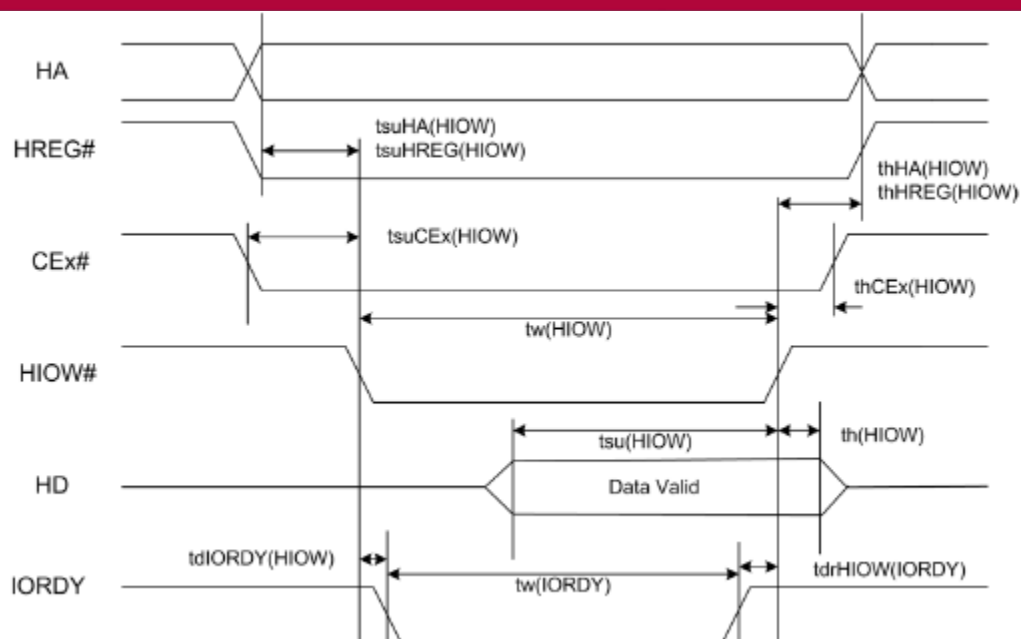 HA
tsuHA(HIOW)
HREG#
tsuHREG(HIOW)
thHA(HIOW)
thHREG(HIOW)
tsuCEx(HIOW)
CEx#
thCEx(HIOW)
tw(HIOW)
HIOW#
tsu(HIOW)
th(HIOW)
HD
Data Valid
tdIORDY(HIOW)
tdrHIOW(IORDY)
IORDY
tw(IORDY)